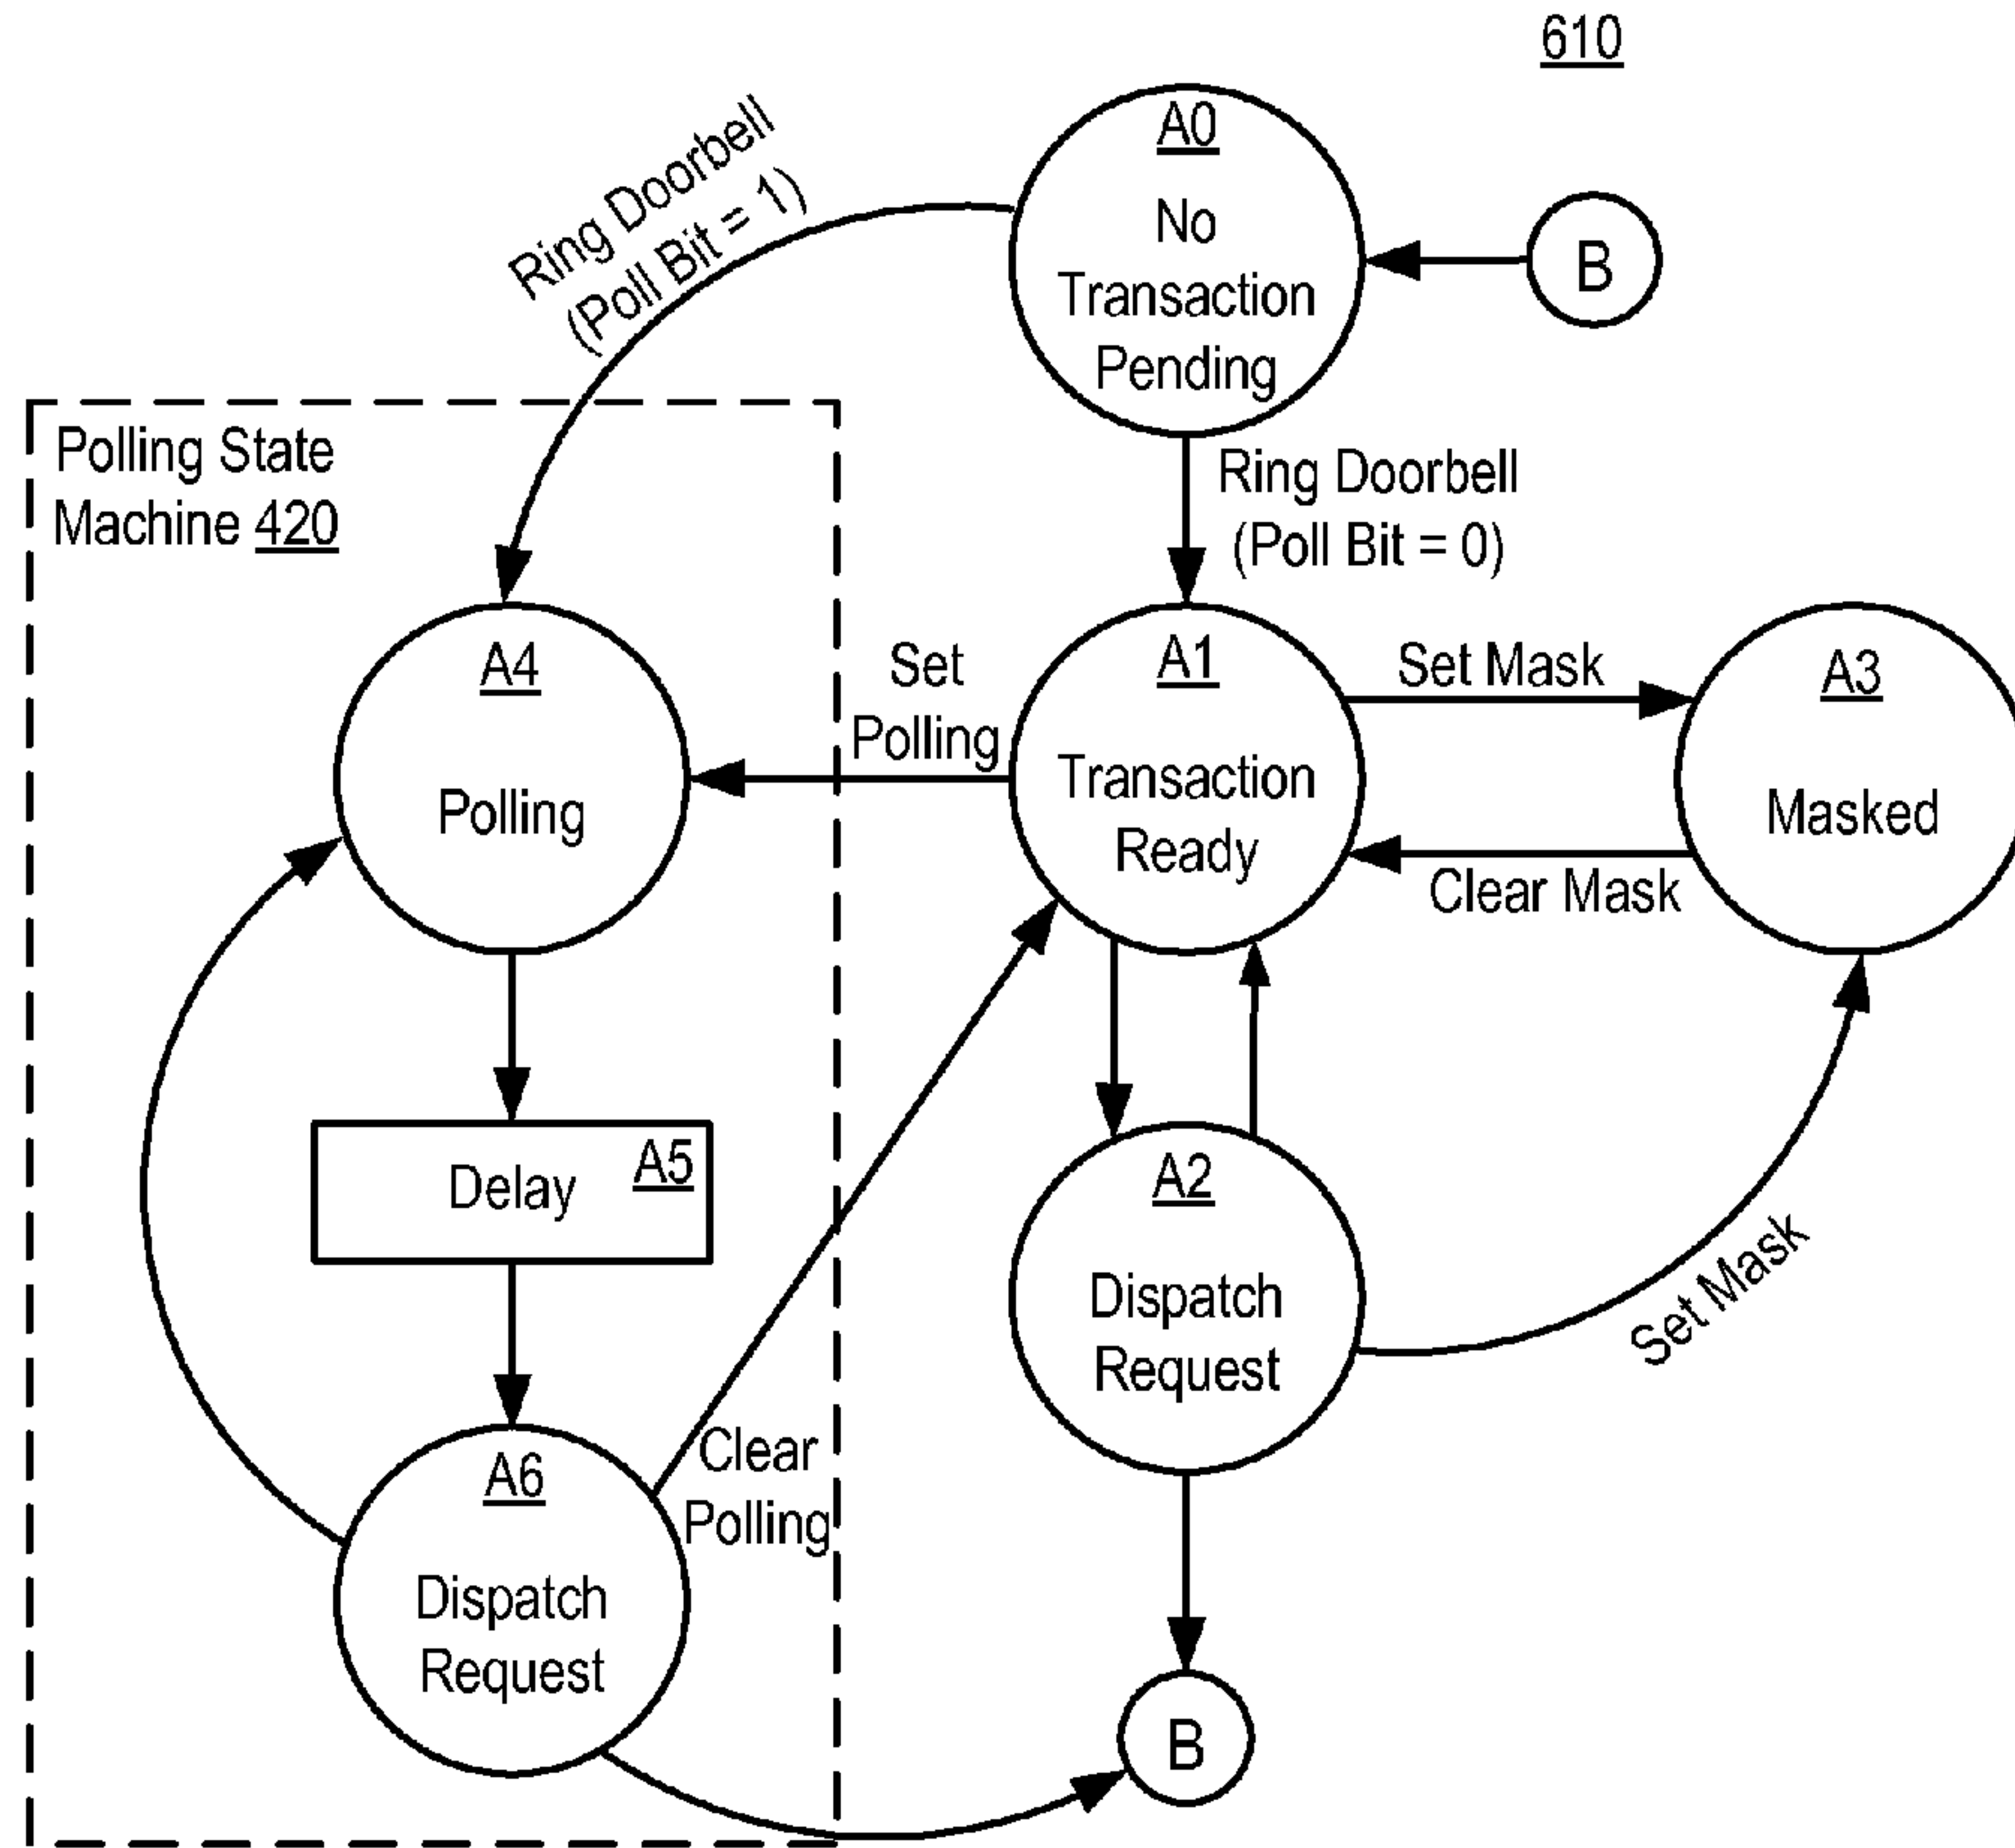 610
A0
No
Transaction
Pending
B
Ring Doorbell
(Poll Bit = 1)
Ring Doorbell
(Poll Bit = 0)
Polling State
Machine 420
A4
Polling
Set
Polling
A1
Transaction
Ready
Set Mask
A3
Masked
Clear Mask
Delay
A5
A2
Dispatch
Request
Set Mask
Clear
Polling
A6
Dispatch
Request
B